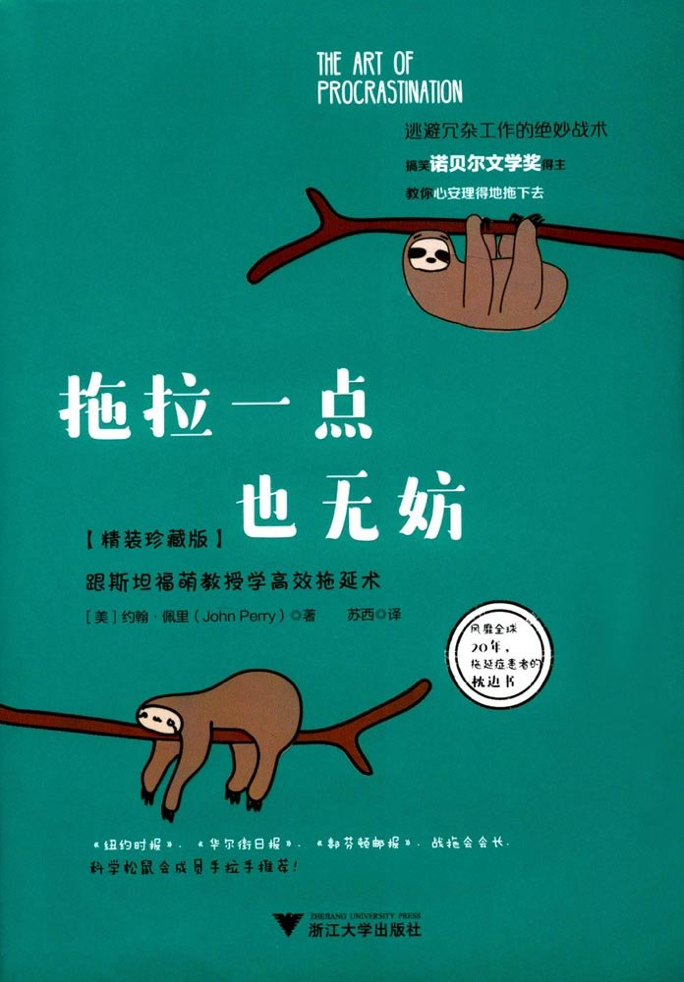 THE ART OF
PROCRASTINATION
逃避冗杂工作的绝妙战术
搞笑诺贝尔文学奖得主
教你心安理得地拖下去
拖拉一点
也无妨
【精装珍藏版】
跟斯坦福萌教授学高效拖延术
[美]约翰·佩里(John Perry)◎著 苏西◎译
风靡全球
20年,
拖延症患者的
枕边书
《纽约时报》、《华尔街日报》、《郝芬顿邮报》、战拖会会长、
科学松鼠会成员手拉手推荐!
ZHEJIANG UNIVERSITY PRESS
浙江大学出版社